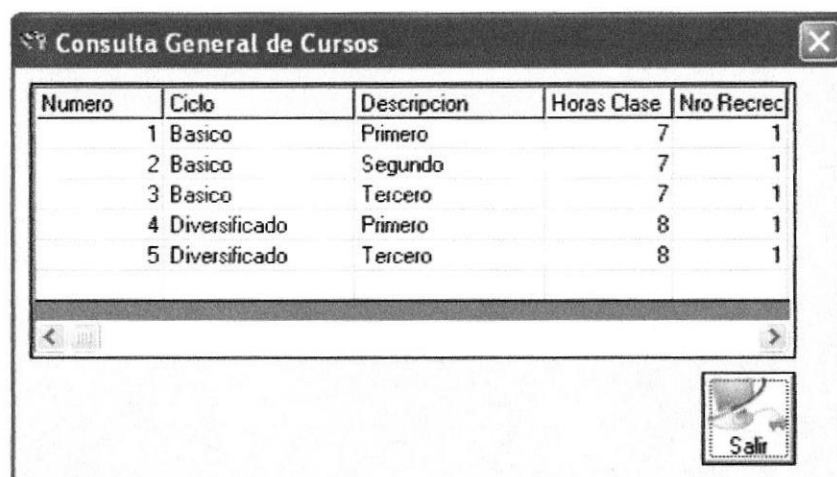 Consulta General de Cursos
Numero Ciclo Descripcion Horas Clase Nro Recrec
1 Basico Primero 7 1
2 Basico Segundo 7 1
3 Basico Tercero 7 1
4 Diversificado Primero 8 1
5 Diversificado Tercero 8 1
Salir